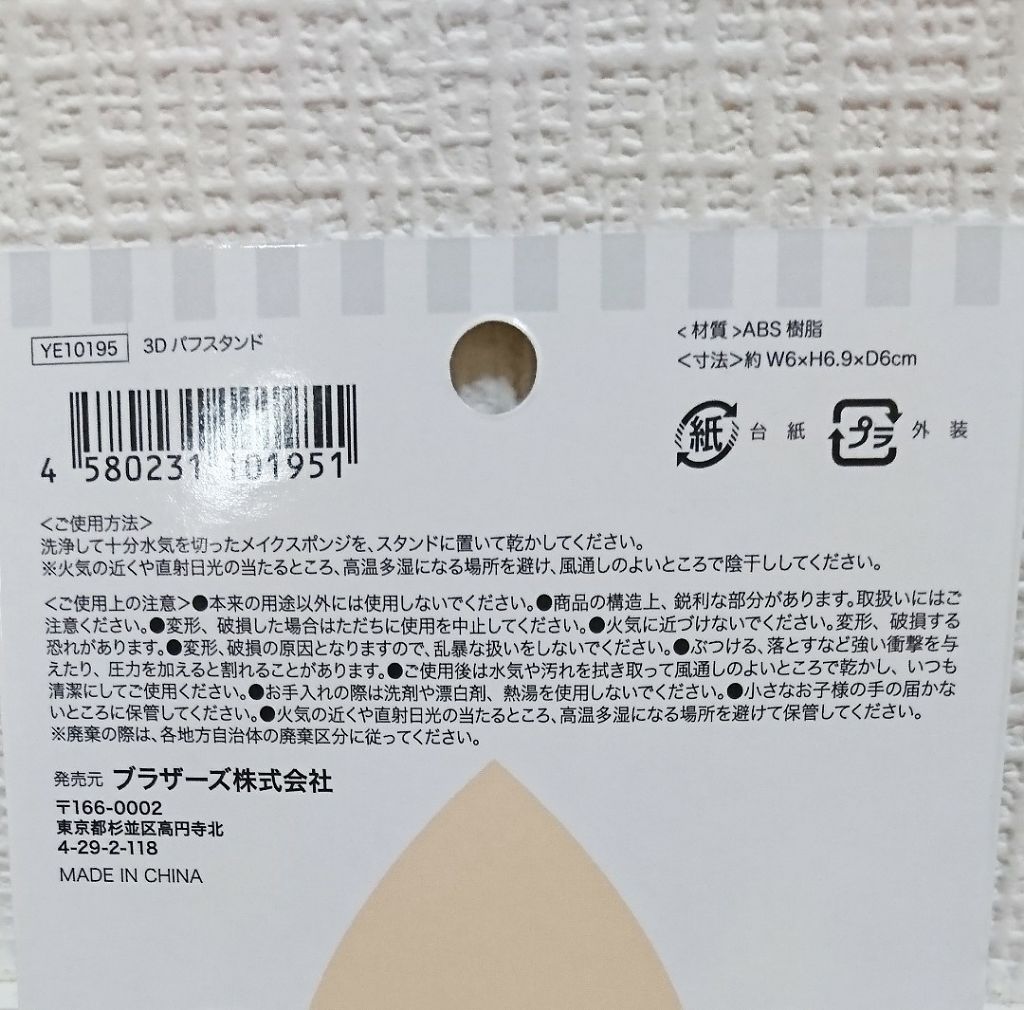 YE10195 3Dパフスタンド
<材質>ABS樹脂
<寸法>約W6×H6.9×D6cm
紙 台紙 プラ 外装
4 580231 101951
<ご使用方法>
洗浄して十分水気を切ったメイクスポンジを、スタンドに置いて乾かしてください。
※火気の近くや直射日光の当たるところ、高温多湿になる場所を避け、風通しのよいところで陰干ししてください。
<ご使用上の注意>●本来の用途以外には使用しないでください。●商品の構造上、鋭利な部分があります。取扱いにはご
注意ください。●変形、破損した場合はただちに使用を中止してください。●火気に近づけないでください。変形、破損する
恐れがあります。●変形、破損の原因となりますので、乱暴な扱いをしないでください。●ぶつける、落とすなど強い衝撃を与
えたり、圧力を加えると割れることがあります。●ご使用後は水気や汚れを拭き取って風通しのよいところで乾かし、いつも
清潔にしてご使用ください。●お手入れの際は洗剤や漂白剤、熱湯を使用しないでください。●小さなお子様の手の届かな
いところに保管してください。●火気の近くや直射日光の当たるところ、高温多湿になる場所を避けて保管してください。
※廃棄の際は、各地方自治体の廃棄区分に従ってください。
発売元 ブラザーズ株式会社
〒166-0002
東京都杉並区高円寺北
4-29-2-118
MADE IN CHINA